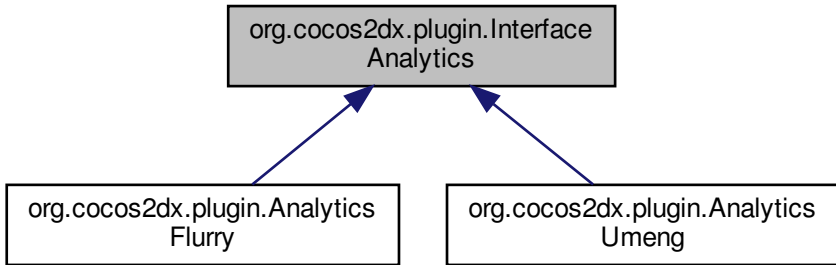 org.cocos2dx.plugin.Interface
Analytics
org.cocos2dx.plugin.Analytics
Flurry
org.cocos2dx.plugin.Analytics
Umeng